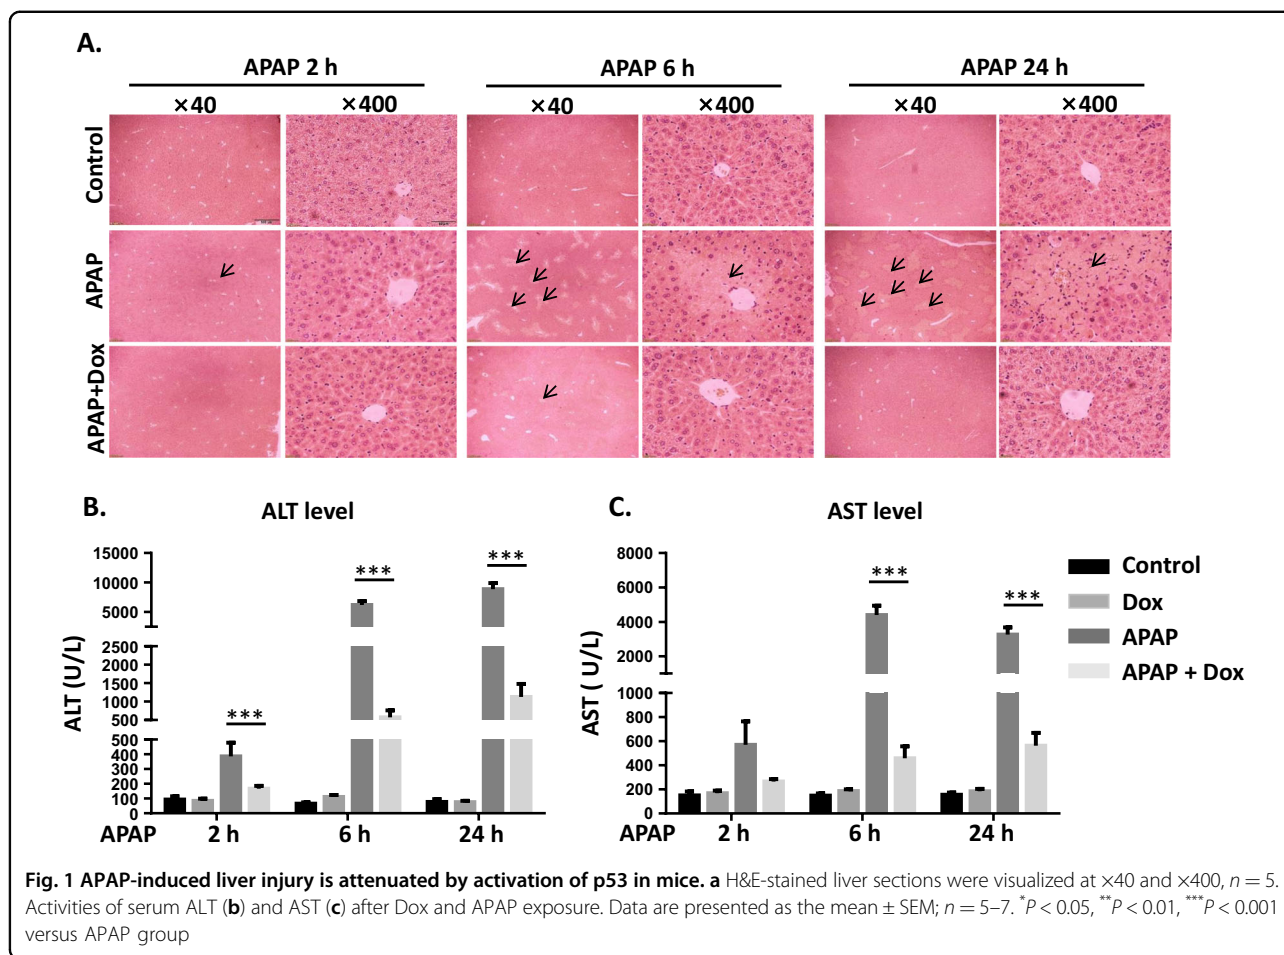 A.
APAP 2 h APAP 6 h APAP 24 h
×40 ×400 ×40 ×400 ×40 ×400
Control
APAP
APAP+Dox
B. ALT level
ALT (U/L)
15000
10000
5000
2500
2000
1500
1000
500
500
400
300
200
100
0
***
***
***
APAP 2 h 6 h 24 h
C. AST level
AST ( U/L)
8000
6000
4000
2000
1000
800
600
400
200
0
***
***
APAP 2 h 6 h 24 h
Control
Dox
APAP
APAP + Dox
Fig. 1 APAP-induced liver injury is attenuated by activation of p53 in mice. a H&E-stained liver sections were visualized at ×40 and ×400, n = 5.
Activities of serum ALT (b) and AST (c) after Dox and APAP exposure. Data are presented as the mean ± SEM; n = 5–7. *P < 0.05, **P < 0.01, ***P < 0.001
versus APAP group